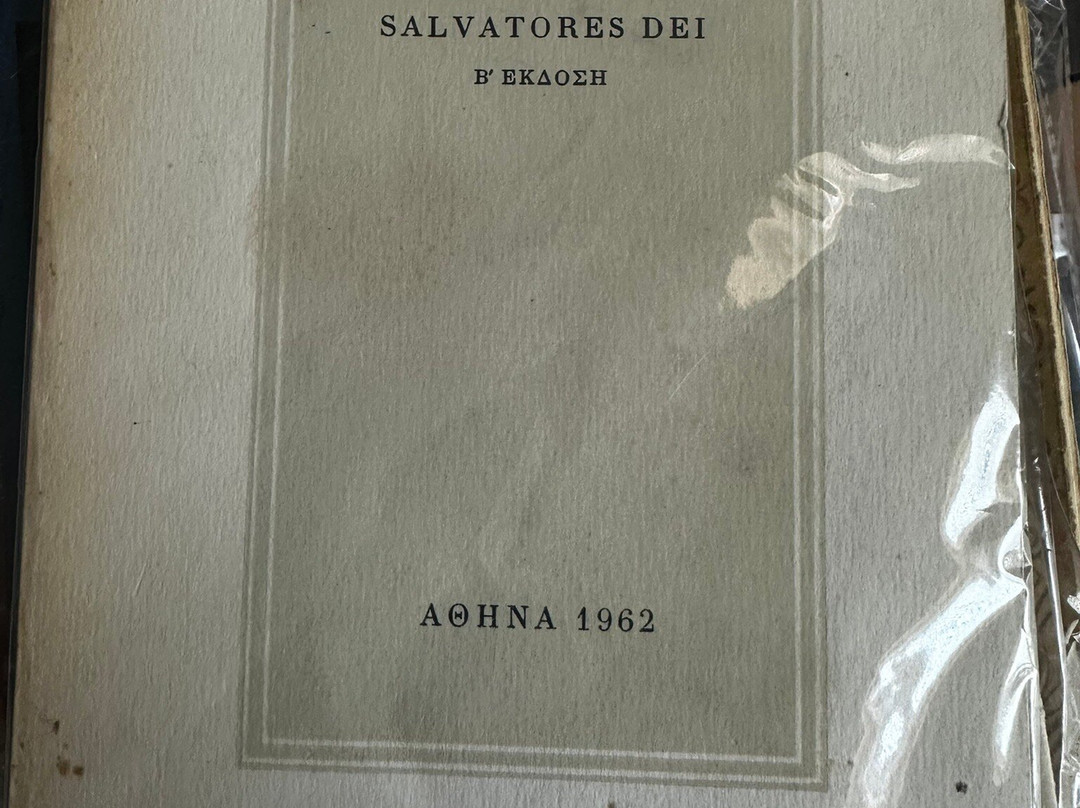 SALVATORES DEI
Β′ ΕΚΔΟΣΗ
ΑΘΗΝΑ 1962